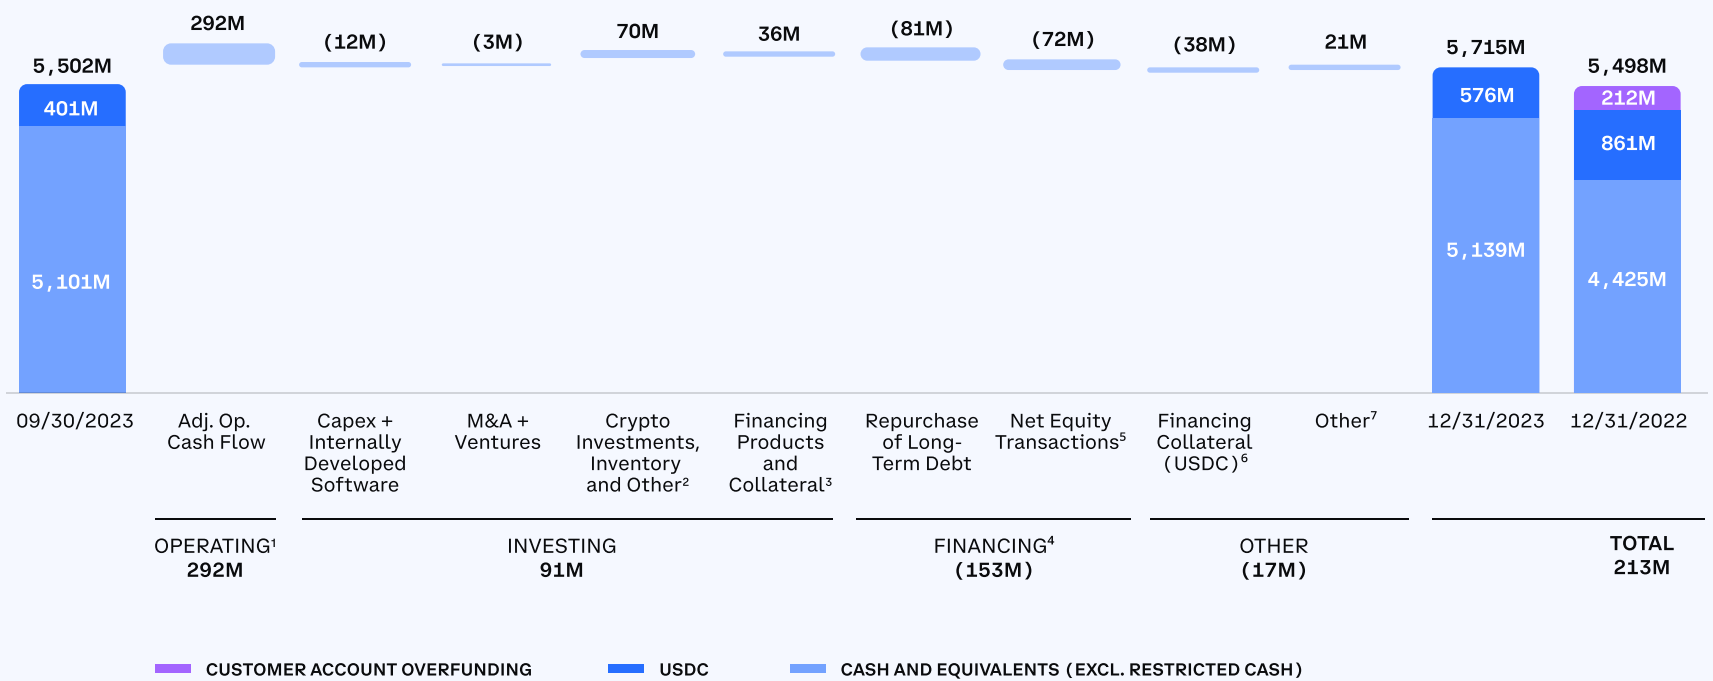 5,502M
401M
5,101M
292M
(12M)
(3M)
70M
36M
(81M)
(72M)
(38M)
21M
5,715M
576M
5,139M
5,498M
212M
861M
4,425M
09/30/2023
Adj. Op.
Cash Flow
Capex +
Internally
Developed
Software
M&A +
Ventures
Crypto
Investments,
Inventory
and Other²
Financing
Products
and
Collateral³
Repurchase
of Long-
Term Debt
Net Equity
Transactions⁵
Financing
Collateral
(USDC)⁶
Other⁷
12/31/2023
12/31/2022
OPERATING¹
292M
INVESTING
91M
FINANCING⁴
(153M)
OTHER
(17M)
TOTAL
213M
CUSTOMER ACCOUNT OVERFUNDING
USDC
CASH AND EQUIVALENTS (EXCL. RESTRICTED CASH)